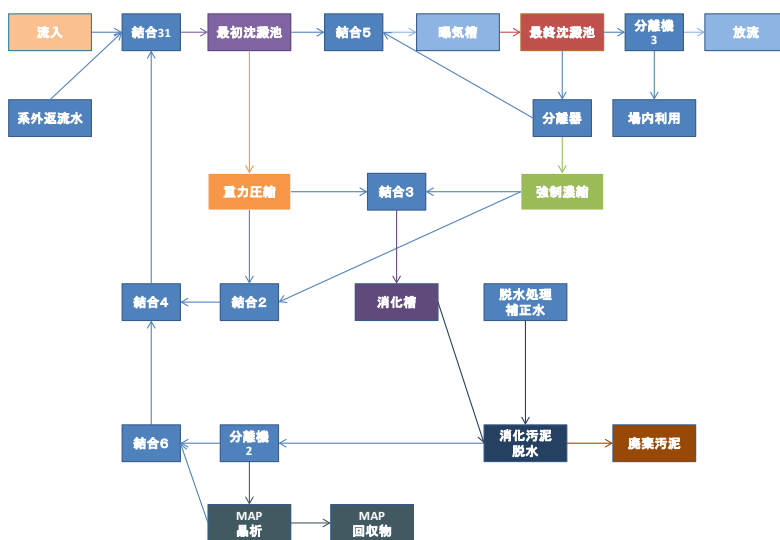 流入
結合31
最初沈澱池
結合5
曝気槽
最終沈澱池
分離機
3
放流
系外返流水
分離器
場内利用
重力圧縮
結合3
強制濃縮
結合4
結合2
消化槽
脱水処理
補正水
結合6
分離機
2
消化汚泥
脱水
廃棄汚泥
MAP
晶析
MAP
回収物